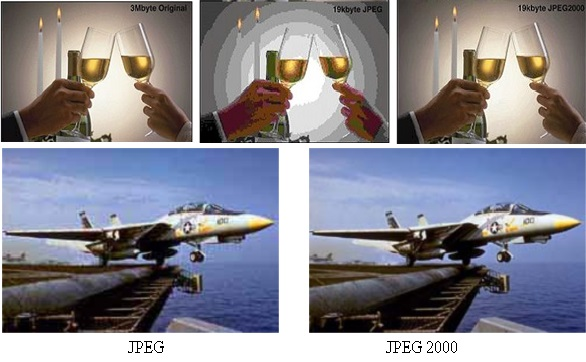 3Mbyte Original
19kbyte JPEG
19kbyte JPEG2000
JPEG
JPEG 2000